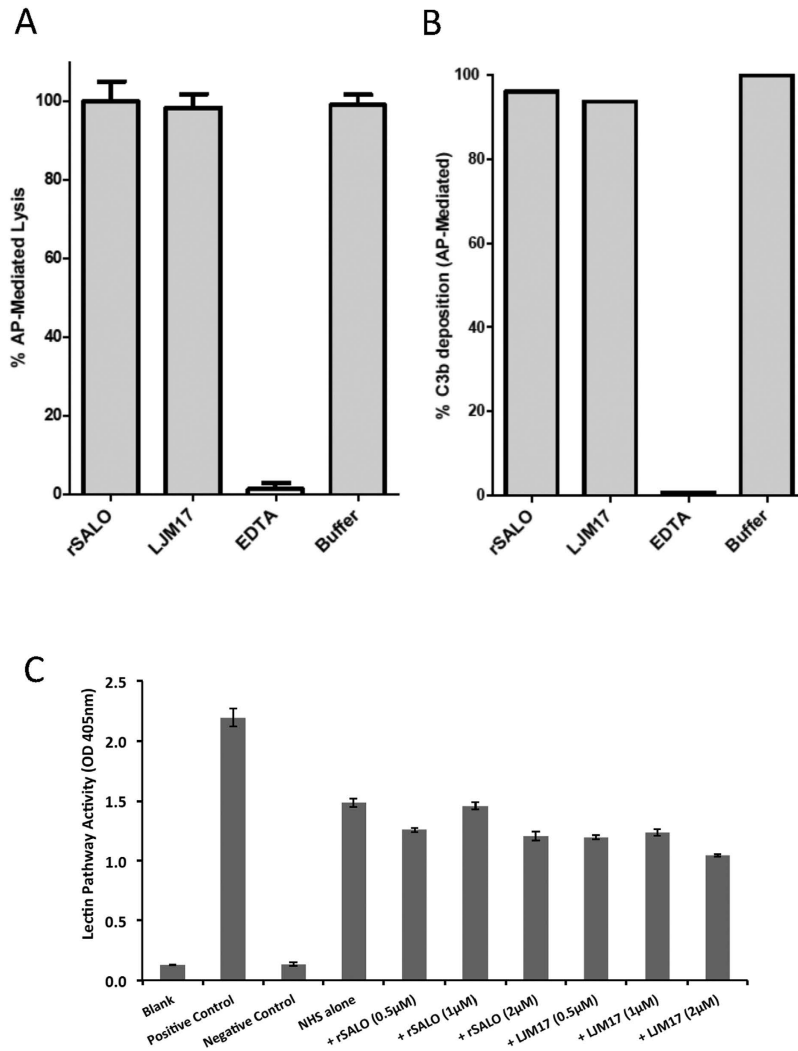 A
% AP-Mediated Lysis
100
80
60
40
20
0
rSALO
LJM17
EDTA
Buffer
B
% C3b deposition (AP-Mediated)
100
80
60
40
20
0
rSALO
LJM17
EDTA
Buffer
C
Lectin Pathway Activity (OD 405nm)
2.5
2.0
1.5
1.0
0.5
0.0
Blank
Positive Control
Negative Control
NHS alone
+ rSALO (0.5μM)
+ rSALO (1μM)
+ rSALO (2μM)
+ LJM17 (0.5μM)
+ LJM17 (1μM)
+ LJM17 (2μM)